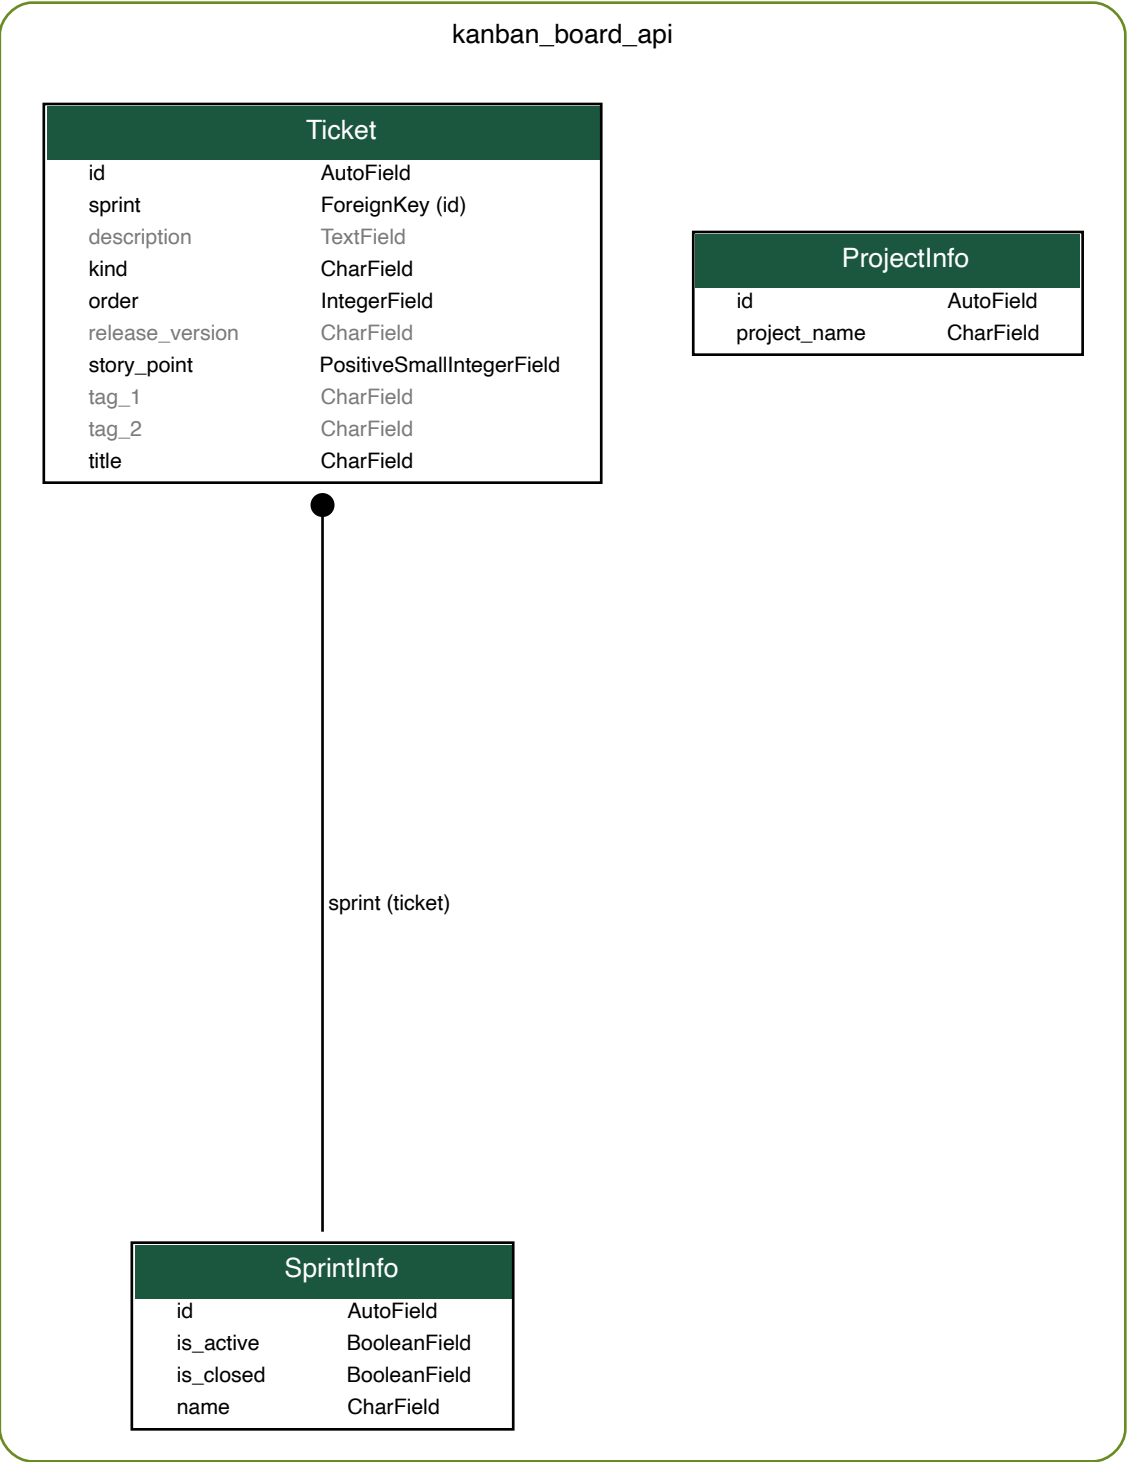 kanban_board_api
Ticket
id AutoField
sprint ForeignKey (id)
description TextField
kind CharField
order IntegerField
release_version CharField
story_point PositiveSmallIntegerField
tag_1 CharField
tag_2 CharField
title CharField
ProjectInfo
id AutoField
project_name CharField
sprint (ticket)
SprintInfo
id AutoField
is_active BooleanField
is_closed BooleanField
name CharField